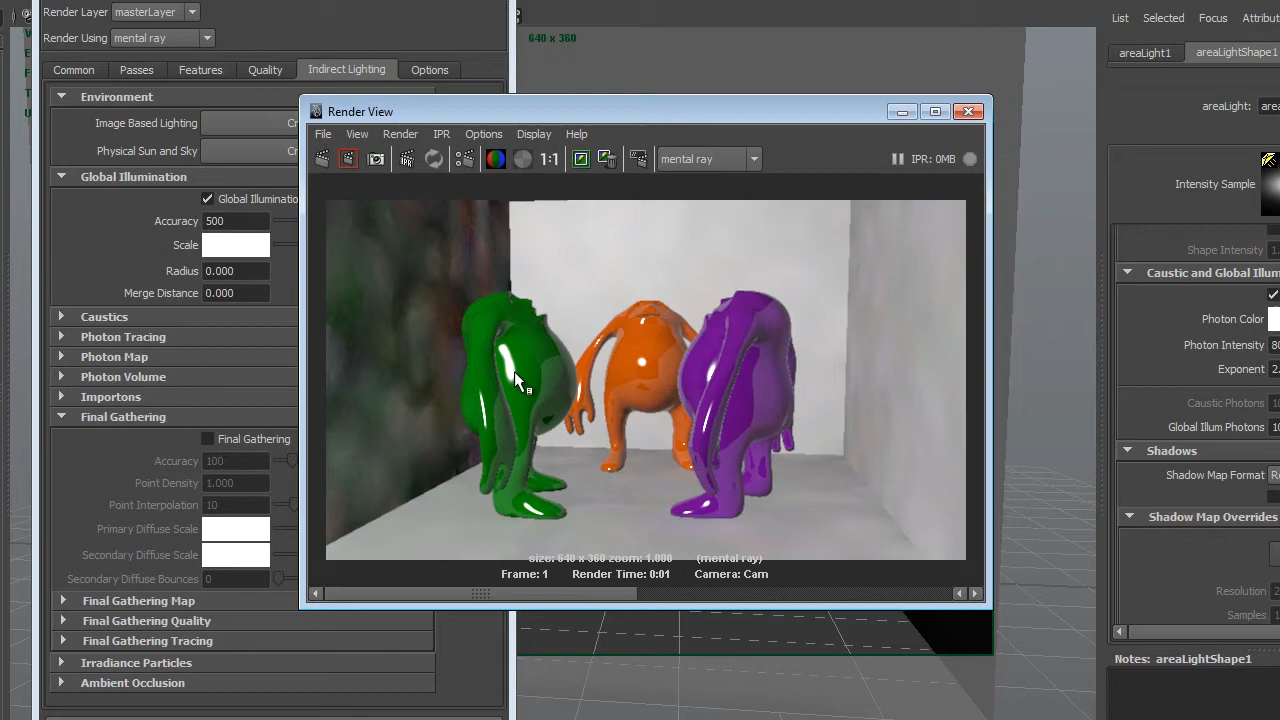 Render Layer masterLayer
Render Using mental ray
Common Passes Features Quality Indirect Lighting Options
Environment
Image Based Lighting
Physical Sun and Sky
Global Illumination
Global Illuminatio
Accuracy 500
Scale
Radius 0.000
Merge Distance 0.000
Caustics
Photon Tracing
Photon Map
Photon Volume
Importons
Final Gathering
Final Gathering
Accuracy 100
Point Density 1.000
Point Interpolation 10
Primary Diffuse Scale
Secondary Diffuse Scale
Secondary Diffuse Bounces 0
Final Gathering Map
Final Gathering Quality
Final Gathering Tracing
Irradiance Particles
Ambient Occlusion
640 x 360
Render View
File View Render IPR Options Display Help
1:1 mental ray IPR: 0MB
size: 640 x 360 zoom: 1.000 (mental ray)
Frame: 1 Render Time: 0:01 Camera: Cam
List Selected Focus
areaLight1 areaLightShape1
areaLight:
Intensity Sample
Shape Intensity
Caustic and Global Illum
Photon Color
Photon Intensity
Exponent
Caustic Photons
Global Illum Photons
Shadows
Shadow Map Format
Shadow Map Overrides
Resolution
Samples
Notes: areaLightShape1